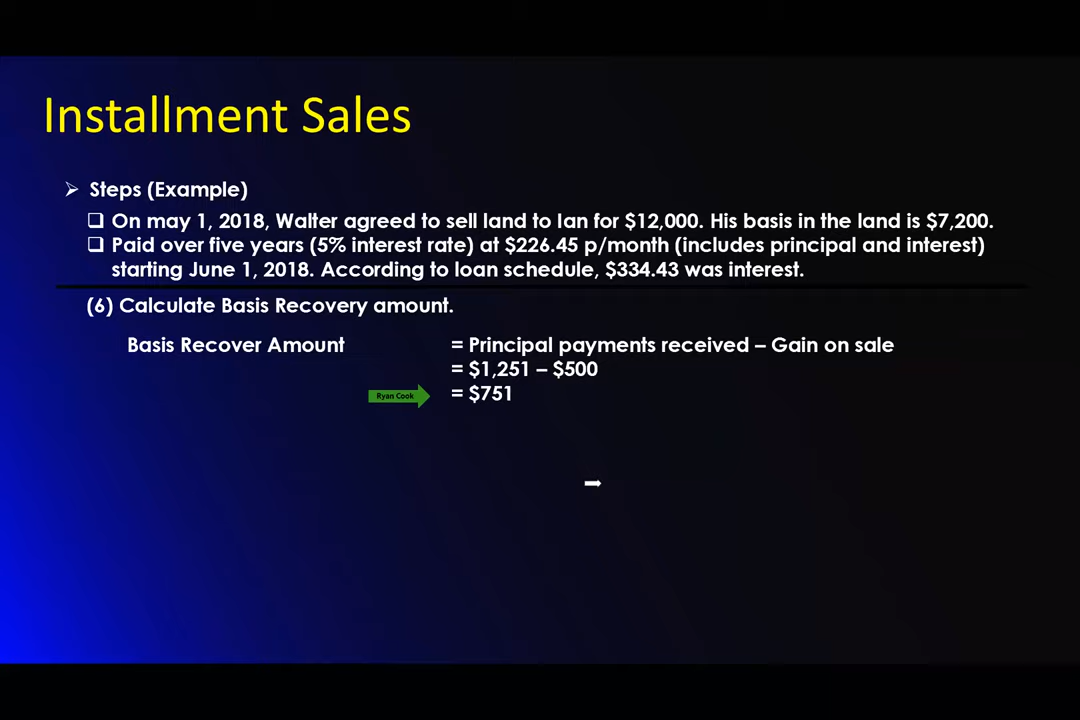 Installment Sales
Steps (Example)
On may 1, 2018, Walter agreed to sell land to Ian for $12,000. His basis in the land is $7,200.
Paid over five years (5% interest rate) at $226.45 p/month (includes principal and interest)
starting June 1, 2018. According to loan schedule, $334.43 was interest.
(6) Calculate Basis Recovery amount.
Basis Recover Amount = Principal payments received – Gain on sale
= $1,251 – $500
Ryan Cook = $751